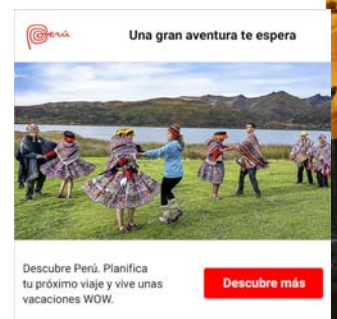 Perú
Una gran aventura te espera
Descubre Perú. Planifica
tu próximo viaje y vive unas
vacaciones WOW.
Descubre más